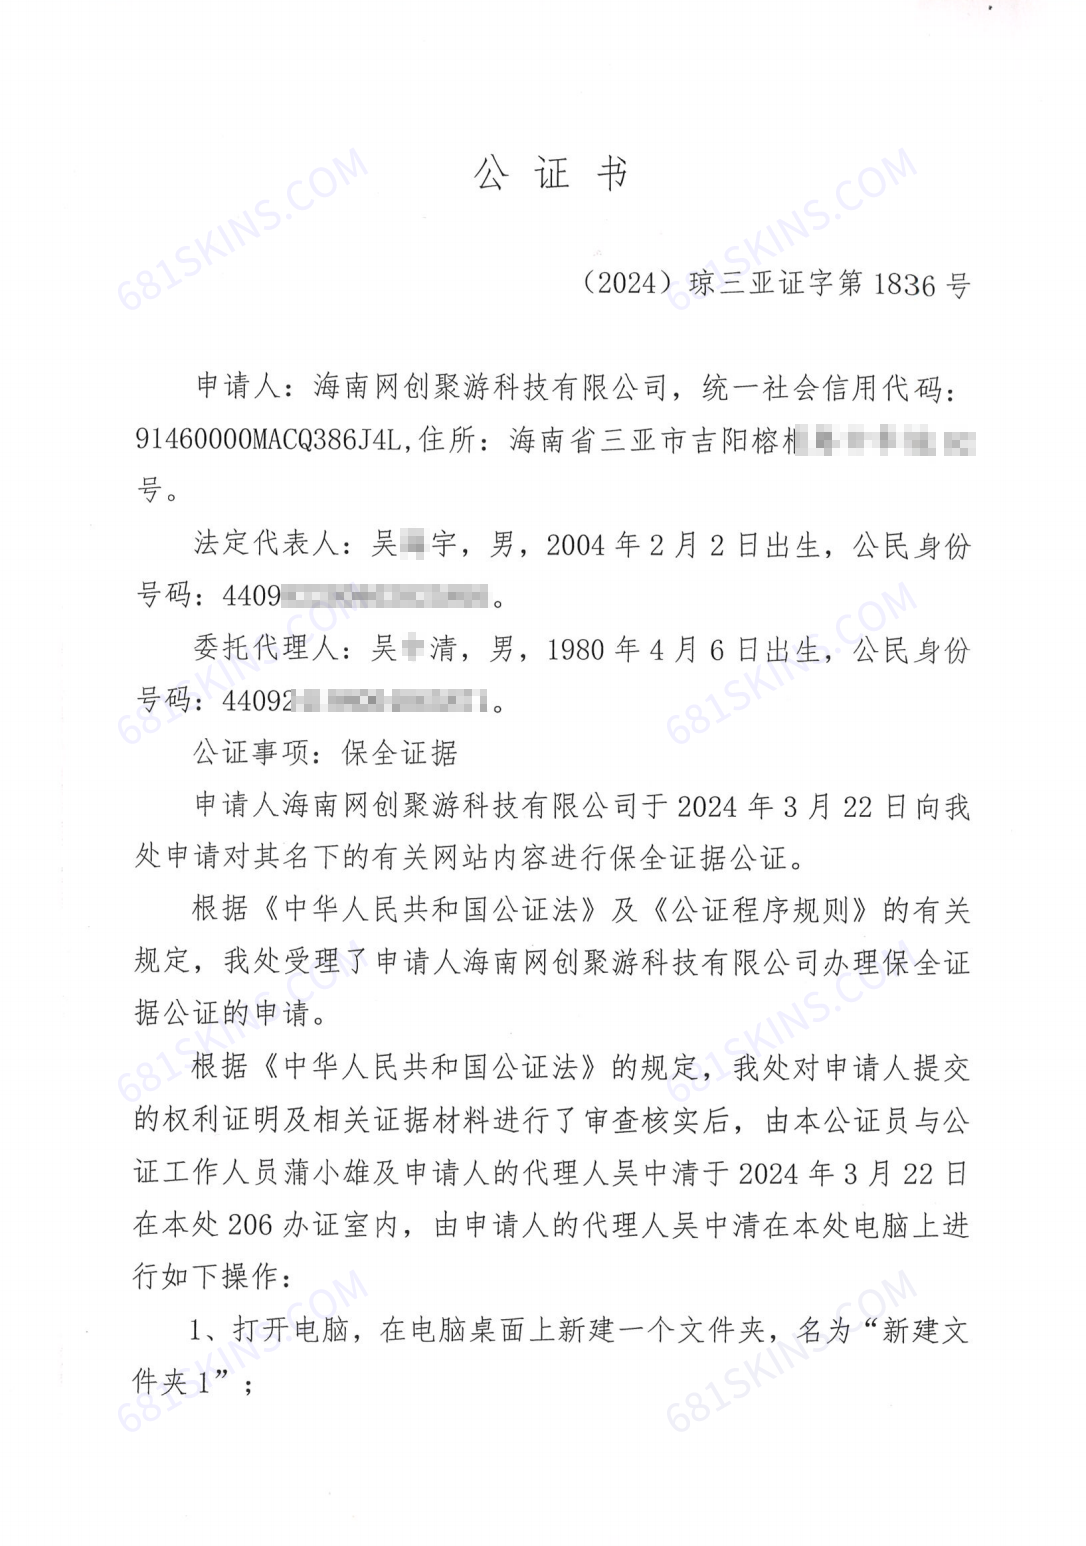 公证书
（2024）琼三亚证字第 1836 号
申请人：海南网创聚游科技有限公司，统一社会信用代码：
91460000MACQ386J4L,住所：海南省三亚市吉阳榕
号。
法定代表人：吴 宇，男，2004 年 2 月 2 日出生，公民身份
号码：4409 。
委托代理人：吴 清，男，1980 年 4 月 6 日出生，公民身份
号码：44092 。
公证事项：保全证据
申请人海南网创聚游科技有限公司于 2024 年 3 月 22 日向我
处申请对其名下的有关网站内容进行保全证据公证。
根据《中华人民共和国公证法》及《公证程序规则》的有关
规定，我处受理了申请人海南网创聚游科技有限公司办理保全证
据公证的申请。
根据《中华人民共和国公证法》的规定，我处对申请人提交
的权利证明及相关证据材料进行了审查核实后，由本公证员与公
证工作人员蒲小雄及申请人的代理人吴中清于 2024 年 3 月 22 日
在本处 206 办证室内，由申请人的代理人吴中清在本处电脑上进
行如下操作：
1、打开电脑，在电脑桌面上新建一个文件夹，名为“新建文
件夹 1”；
681SKINS.COM
681SKINS.COM
681SKINS.COM
681SKINS.COM
681SKINS.COM
681SKINS.COM
681SKINS.COM
681SKINS.COM